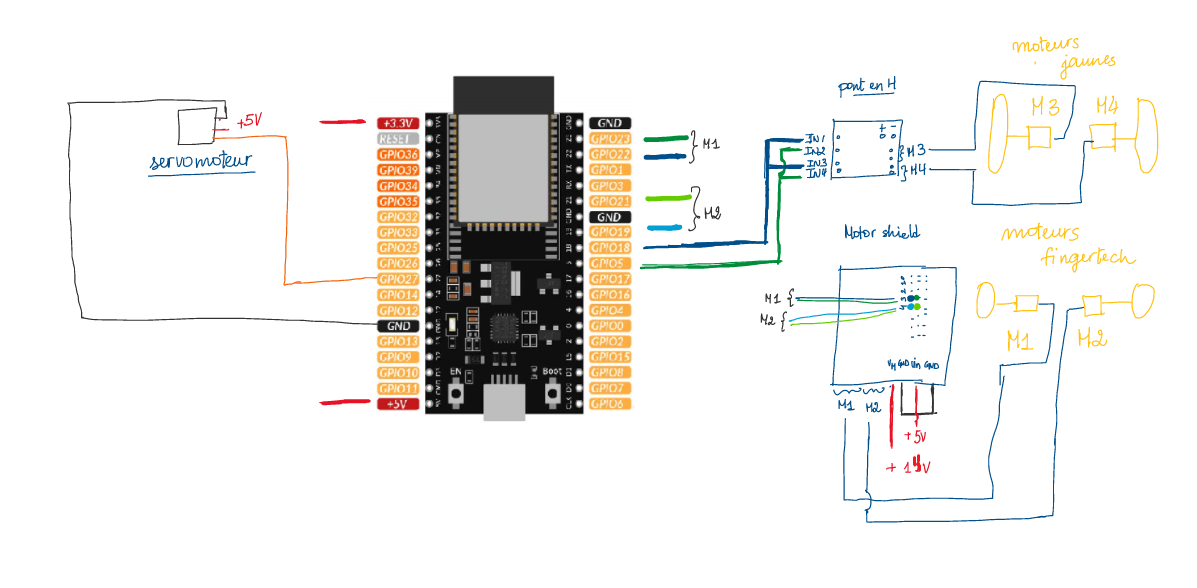 moteurs
jaunes
pont en H
M3
M4
+5V
servomoteur
+3.3V
RESET
GPIO36
GPIO39
GPIO34
GPIO35
GPIO32
GPIO33
GPIO25
GPIO26
GPIO27
GPIO14
GPIO12
GND
GPIO13
GPIO9
GPIO10
GPIO11
+5V
EN
Boot
GND
GPIO23
GPIO22
GPIO1
GPIO3
GPIO21
GND
GPIO19
GPIO18
GPIO5
GPIO17
GPIO16
GPIO4
GPIO0
GPIO2
GPIO15
GPIO8
GPIO7
GPIO6
M1
M2
IN1
IN2
IN3
IN4
+ -
M3
M4
Motor shield
moteurs
fingertech
M1
M2
M1
M2
VM GND Vin GND
M1 M2
+5V
+ 14V